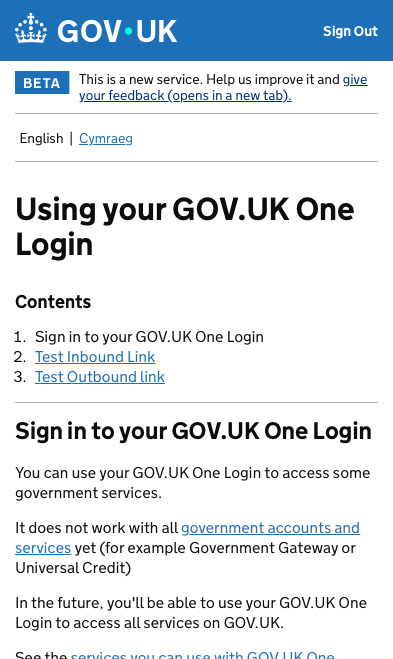 GOV·UK
Sign Out
BETA
This is a new service. Help us improve it and give
your feedback (opens in a new tab).
English | Cymraeg
Using your GOV.UK One
Login
Contents
1. Sign in to your GOV.UK One Login
2. Test Inbound Link
3. Test Outbound link
Sign in to your GOV.UK One Login
You can use your GOV.UK One Login to access some
government services.
It does not work with all government accounts and
services yet (for example Government Gateway or
Universal Credit)
In the future, you'll be able to use your GOV.UK One
Login to access all services on GOV.UK.
See the services you can use with GOV.UK One